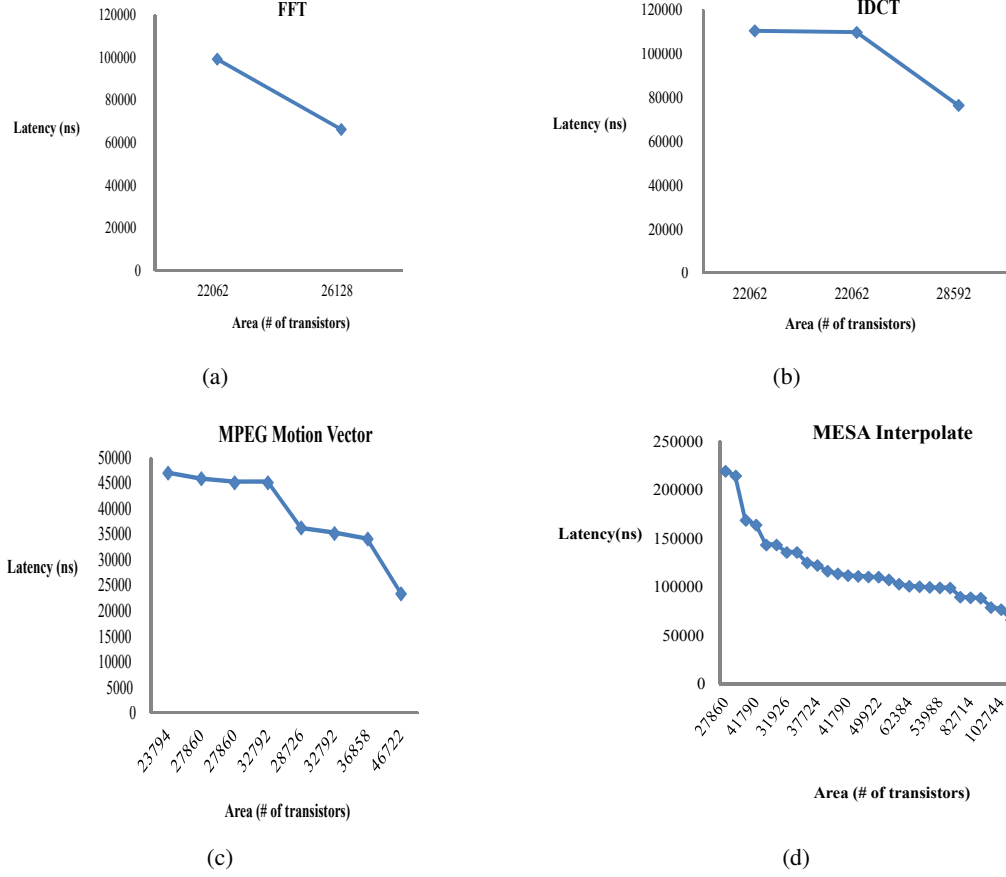 FFT
120000
100000
80000
Latency (ns)
60000
40000
20000
0
22062 26128
Area (# of transistors)
(a)
IDCT
120000
100000
80000
Latency (ns)
60000
40000
20000
0
22062 22062 28592
Area (# of transistors)
(b)
MPEG Motion Vector
50000
45000
40000
35000
30000
Latency (ns)
25000
20000
15000
10000
5000
0
23794 27860 27860 32792 28726 32792 36858 46722
Area (# of transistors)
(c)
MESA Interpolate
250000
200000
Latency(ns)
150000
100000
50000
0
27860 41790 31926 37724 41790 49922 62384 53988 82714 102744
Area (# of transistors)
(d)